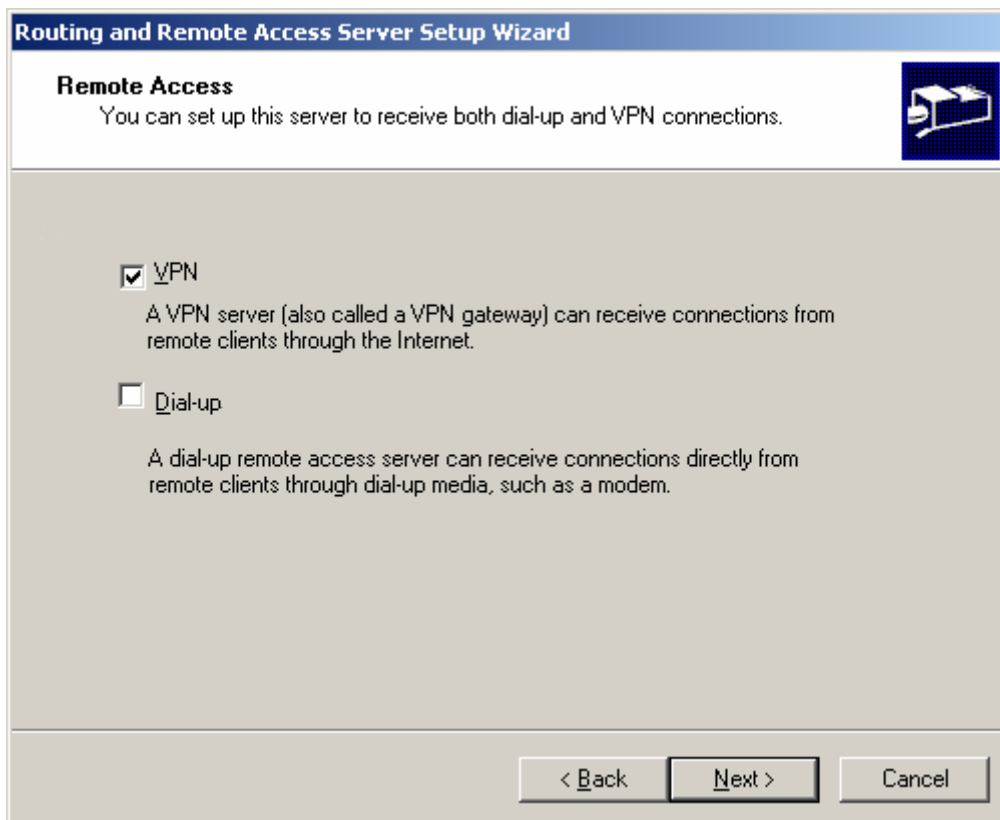 Routing and Remote Access Server Setup Wizard
Remote Access
You can set up this server to receive both dial-up and VPN connections.
VPN
A VPN server (also called a VPN gateway) can receive connections from
remote clients through the Internet.
Dial-up
A dial-up remote access server can receive connections directly from
remote clients through dial-up media, such as a modem.
< Back
Next >
Cancel